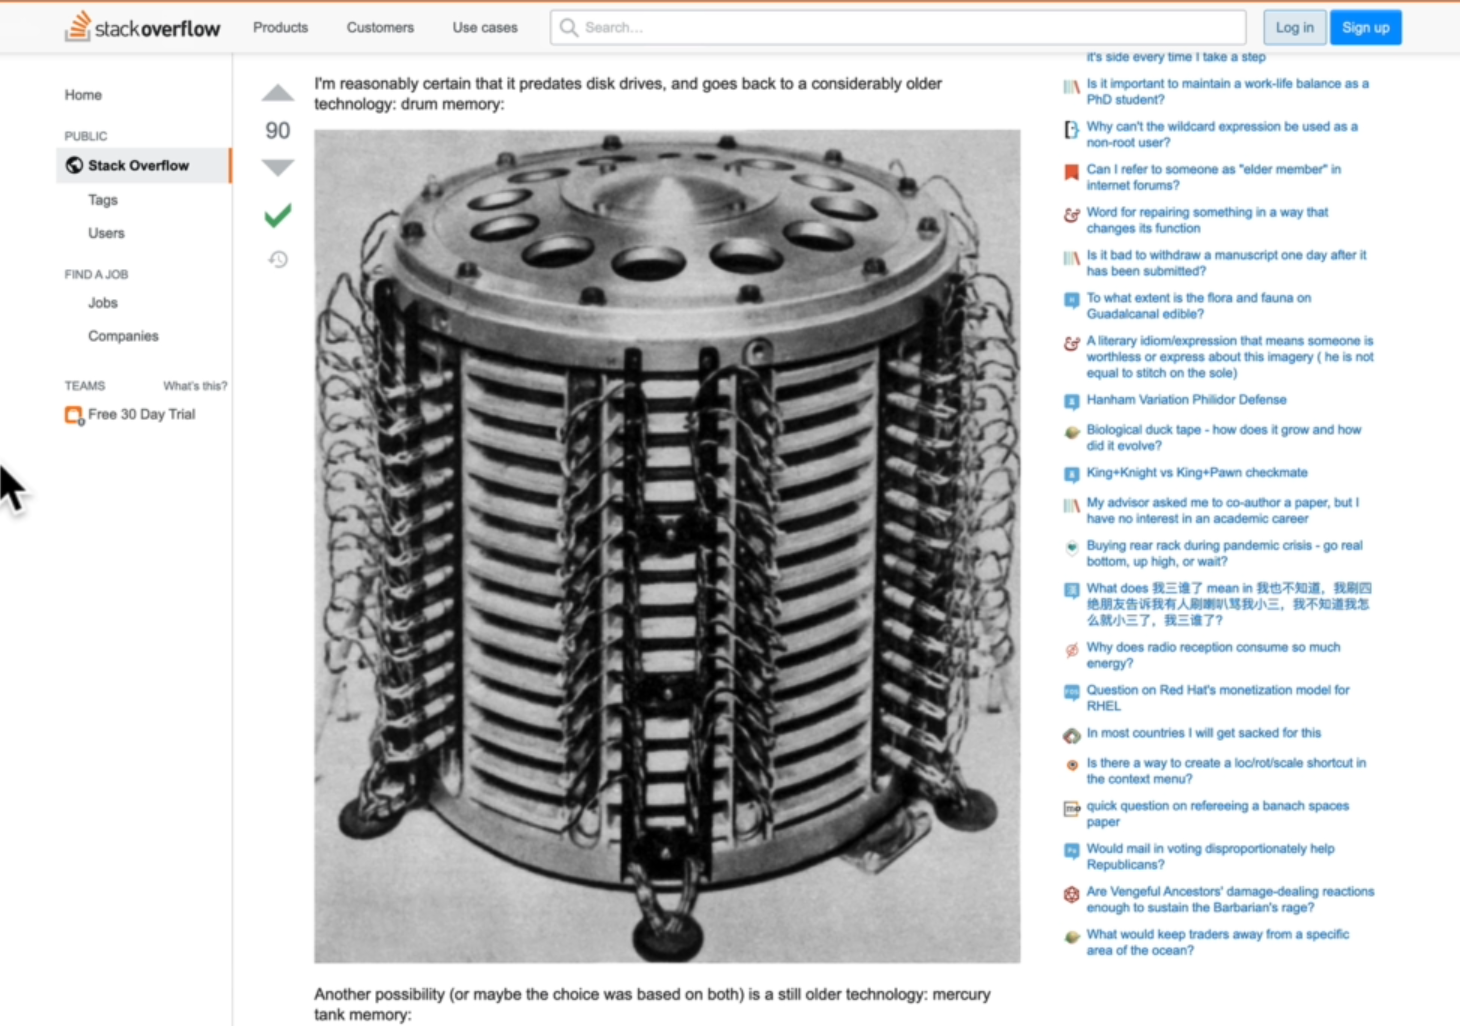 stackoverflow
Products
Customers
Use cases
Search...
Log in
Sign up
Home
PUBLIC
Stack Overflow
Tags
Users
FIND A JOB
Jobs
Companies
TEAMS
What's this?
Free 30 Day Trial
90
I'm reasonably certain that it predates disk drives, and goes back to a considerably older
technology: drum memory:
Another possibility (or maybe the choice was based on both) is a still older technology: mercury
tank memory:
it's side every time I take a step
Is it important to maintain a work-life balance as a
PhD student?
Why can't the wildcard expression be used as a
non-root user?
Can I refer to someone as "elder member" in
internet forums?
Word for repairing something in a way that
changes its function
Is it bad to withdraw a manuscript one day after it
has been submitted?
To what extent is the flora and fauna on
Guadalcanal edible?
A literary idiom/expression that means someone is
worthless or express about this imagery ( he is not
equal to stitch on the sole)
Hanham Variation Philidor Defense
Biological duck tape - how does it grow and how
did it evolve?
King+Knight vs King+Pawn checkmate
My advisor asked me to co-author a paper, but I
have no interest in an academic career
Buying rear rack during pandemic crisis - go real
bottom, up high, or wait?
What does 我三谁了 mean in 我也不知道，我刷四
绝朋友告诉我有人刷喇叭骂我小三，我不知道我怎
么就小三了，我三谁了?
Why does radio reception consume so much
energy?
Question on Red Hat's monetization model for
RHEL
In most countries I will get sacked for this
Is there a way to create a loc/rot/scale shortcut in
the context menu?
quick question on refereeing a banach spaces
paper
Would mail in voting disproportionately help
Republicans?
Are Vengeful Ancestors' damage-dealing reactions
enough to sustain the Barbarian's rage?
What would keep traders away from a specific
area of the ocean?